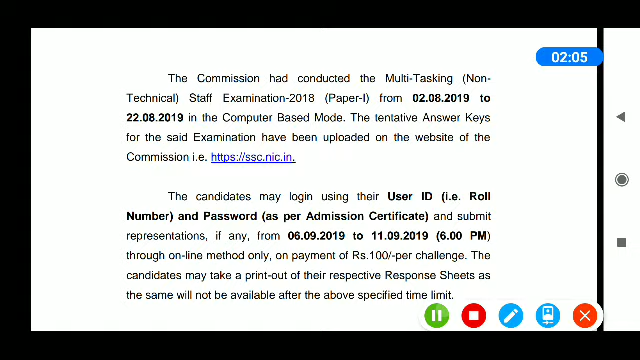 02:05
The Commission had conducted the Multi-Tasking (Non-
Technical) Staff Examination-2018 (Paper-I) from 02.08.2019 to
22.08.2019 in the Computer Based Mode. The tentative Answer Keys
for the said Examination have been uploaded on the website of the
Commission i.e. https://ssc.nic.in.
The candidates may login using their User ID (i.e. Roll
Number) and Password (as per Admission Certificate) and submit
representations, if any, from 06.09.2019 to 11.09.2019 (6.00 PM)
through on-line method only, on payment of Rs.100/-per challenge. The
candidates may take a print-out of their respective Response Sheets as
the same will not be available after the above specified time limit.